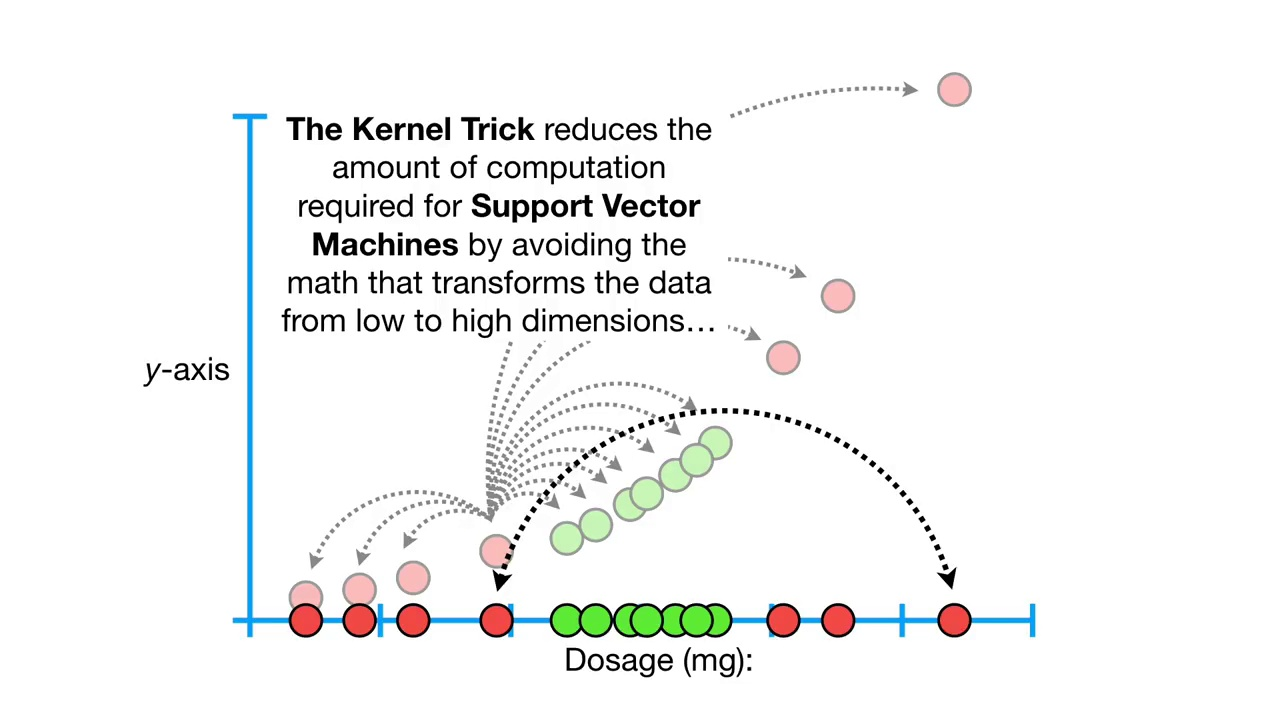 The Kernel Trick reduces the
amount of computation
required for Support Vector
Machines by avoiding the
math that transforms the data
from low to high dimensions…
y-axis
Dosage (mg):